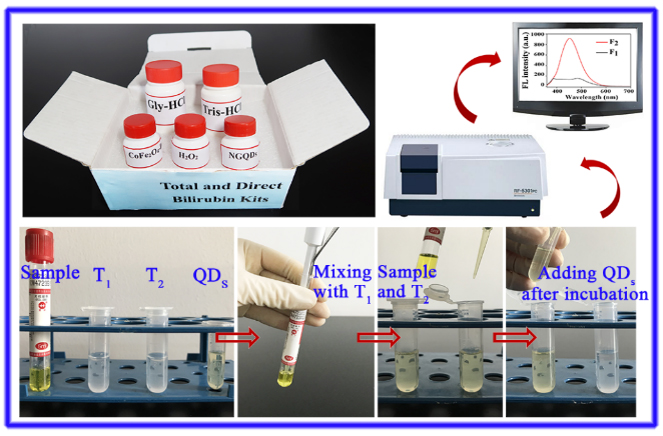 Gly-HCl
Tris-HCl
CoFe₂O₄
H₂O₂
NGQDs
Total and Direct
Bilirubin Kits
FL intensity (a.u.)
1000
800
600
400
200
0
F₂
F₁
400 500 600 700
Wavelength (nm)
RF-5301PC
Sample
T₁
T₂
QDₛ
Mixing Sample
with T₁ and T₂
Adding QDₛ
after incubation